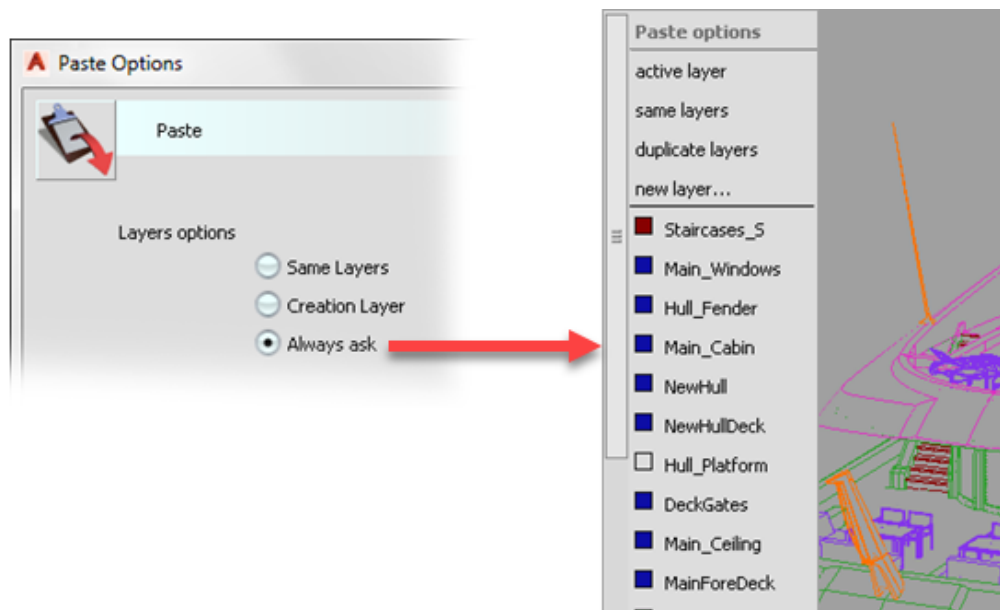 Paste Options
Paste
Layers options
Same Layers
Creation Layer
Always ask
Paste options
active layer
same layers
duplicate layers
new layer...
Staircases_S
Main_Windows
Hull_Fender
Main_Cabin
NewHull
NewHullDeck
Hull_Platform
DeckGates
Main_Ceiling
MainForeDeck